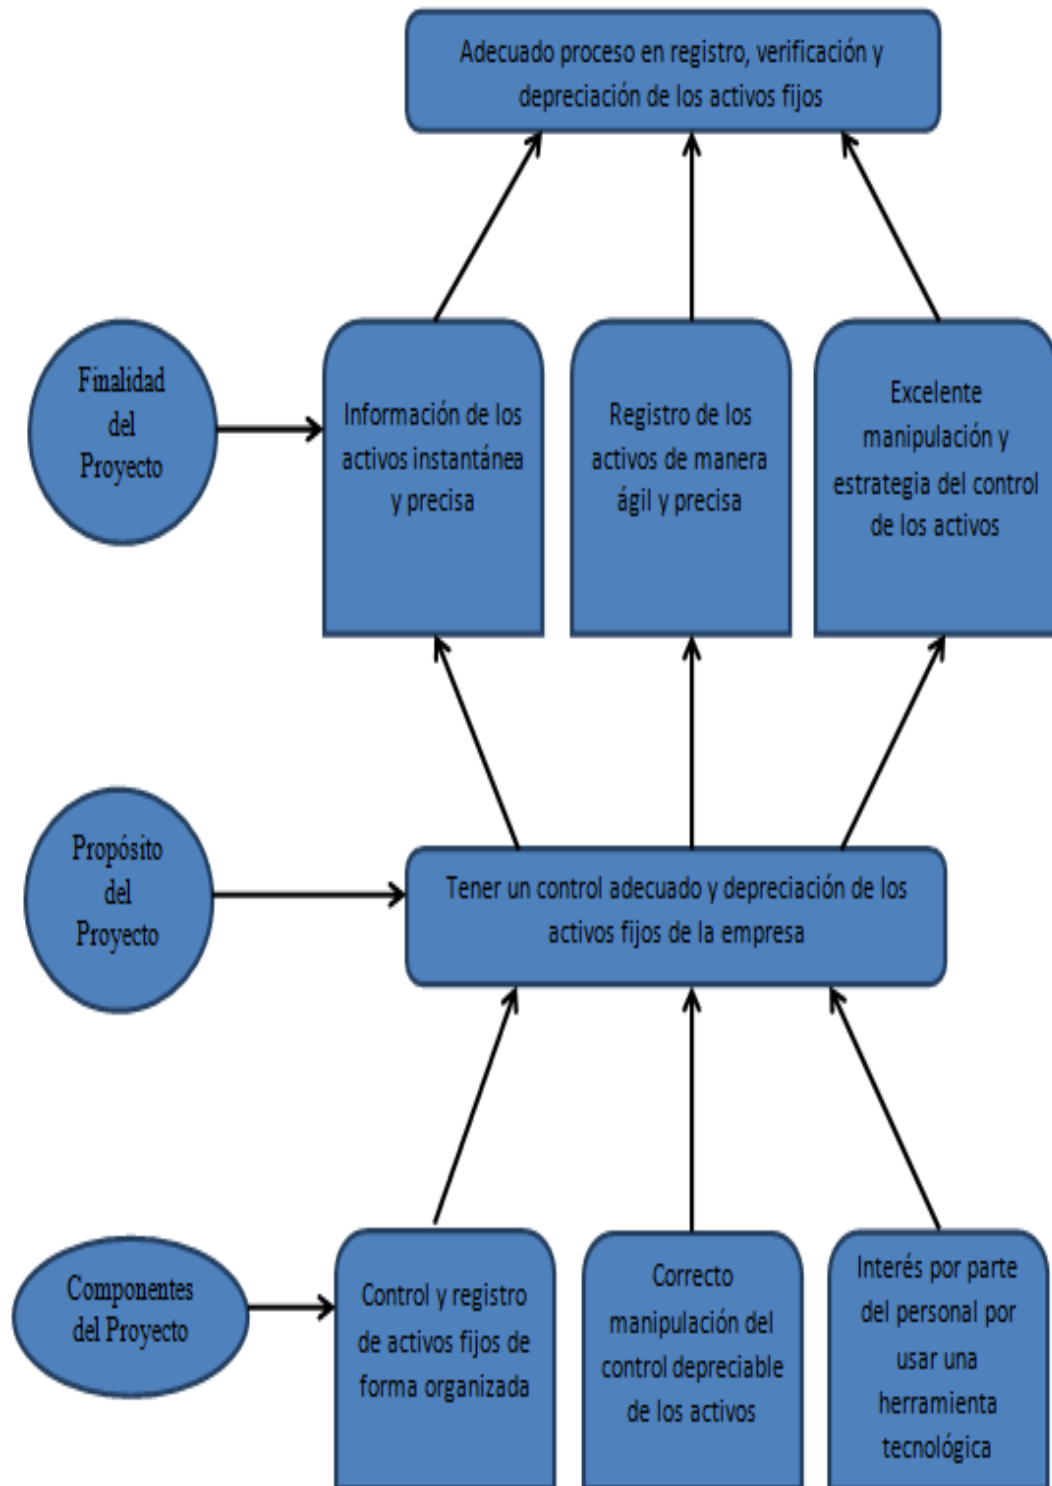 Adecuado proceso en registro, verificación y
depreciación de los activos fijos
Finalidad
del
Proyecto
Información de los
activos instantánea
y precisa
Registro de los
activos de manera
ágil y precisa
Excelente
manipulación y
estrategia del control
de los activos
Propósito
del
Proyecto
Tener un control adecuado y depreciación de los
activos fijos de la empresa
Componentes
del Proyecto
Control y registro
de activos fijos de
forma organizada
Correcto
manipulación del
control depreciable
de los activos
Interés por parte
del personal por
usar una
herramienta
tecnológica